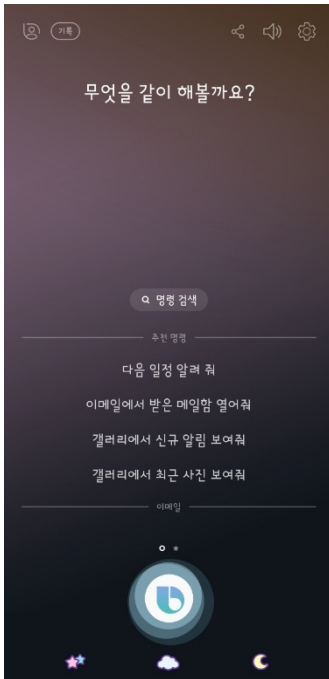 기록
무엇을 같이 해볼까요?
명령 검색
추천 명령
다음 일정 알려 줘
이메일에서 받은 메일함 열어줘
갤러리에서 신규 알림 보여줘
갤러리에서 최근 사진 보여줘
이메일